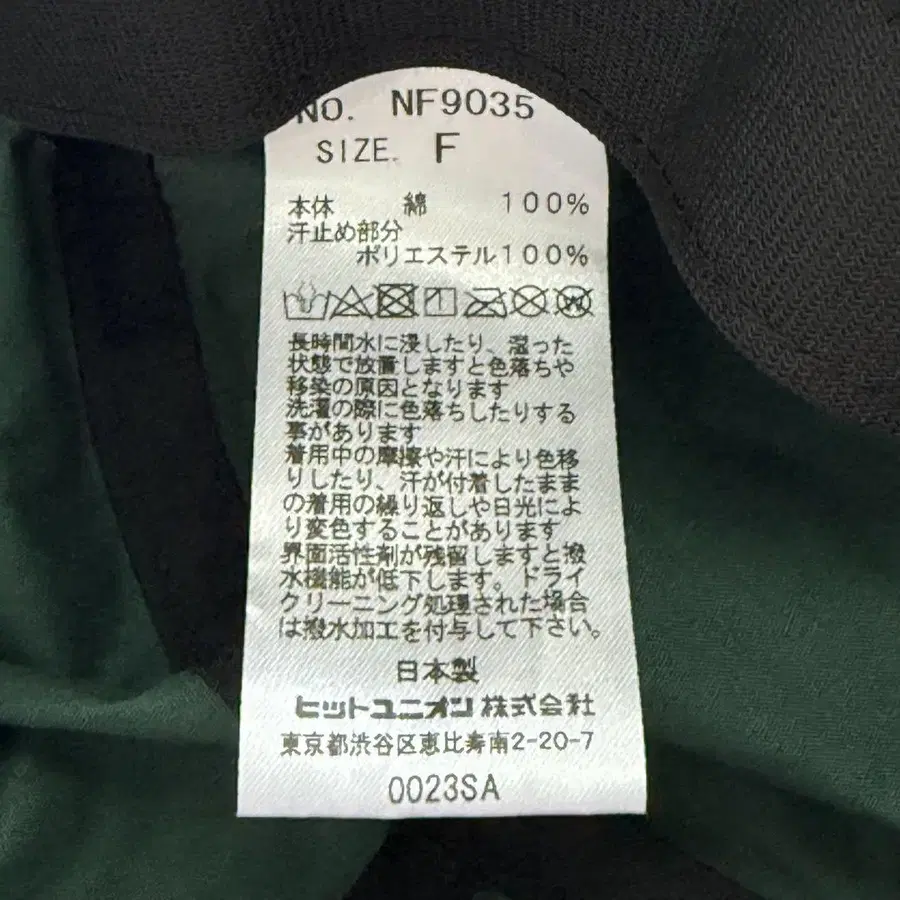 NO. NF9035
SIZE. F
本体 綿 100%
汗止め部分
ポリエステル100%
長時間水に浸したり、湿った
状態で放置しますと色落ちや
移染の原因となります
洗濯の際に色落ちしたりする
事があります
着用中の摩擦や汗により色移
りしたり、汗が付着したまま
の着用の繰り返しや日光によ
り変色することがあります
界面活性剤が残留しますと撥
水機能が低下します。ドライ
クリーニング処理された場合
は撥水加工を付与して下さい。
日本製
ヒットユニオン株式会社
東京都渋谷区恵比寿南2-20-7
0023SA